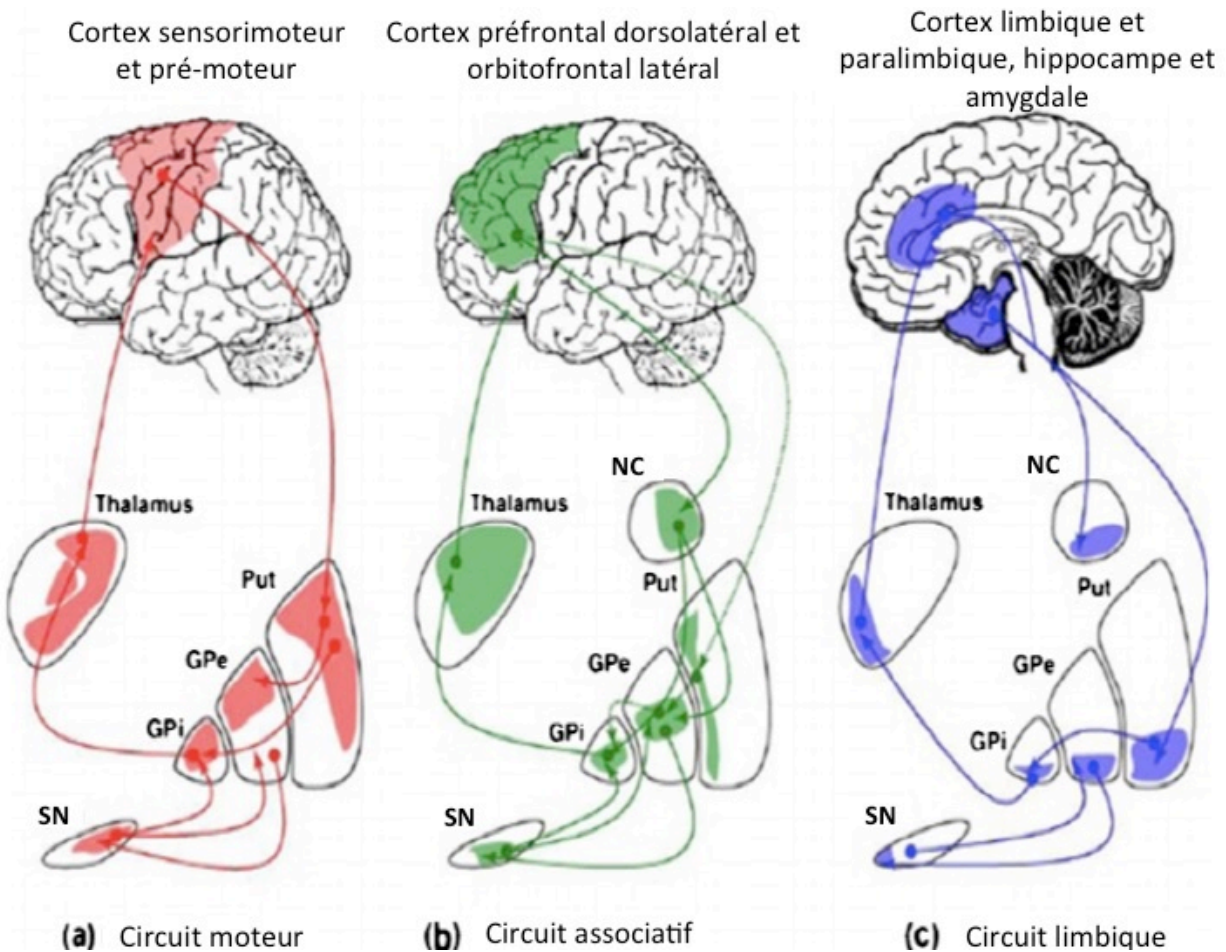 Cortex sensorimoteur
et pré-moteur
Cortex préfrontal dorsolatéral et
orbitofrontal latéral
Cortex limbique et
paralimbique, hippocampe et
amygdale
Thalamus
Put
GPe
GPi
SN
(a) Circuit moteur
NC
Thalamus
Put
GPe
GPi
SN
(b) Circuit associatif
NC
Thalamus
Put
GPe
GPi
SN
(c) Circuit limbique